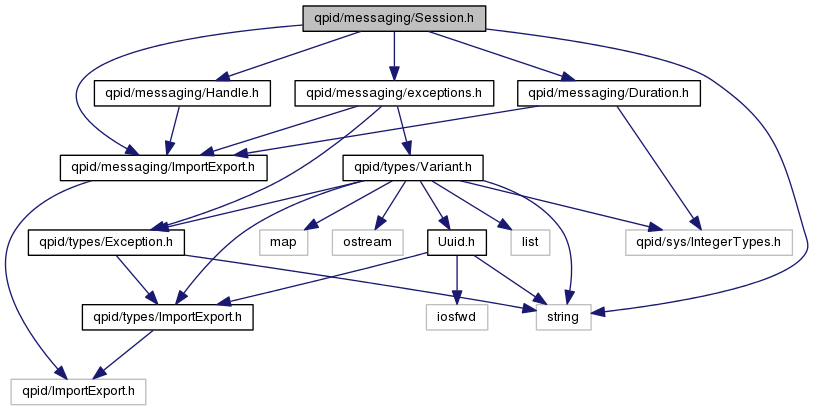 qpid/messaging/Session.h
qpid/messaging/Handle.h
qpid/messaging/exceptions.h
qpid/messaging/Duration.h
qpid/messaging/ImportExport.h
qpid/types/Variant.h
qpid/types/Exception.h
map
ostream
Uuid.h
list
qpid/sys/IntegerTypes.h
qpid/types/ImportExport.h
iosfwd
string
qpid/ImportExport.h